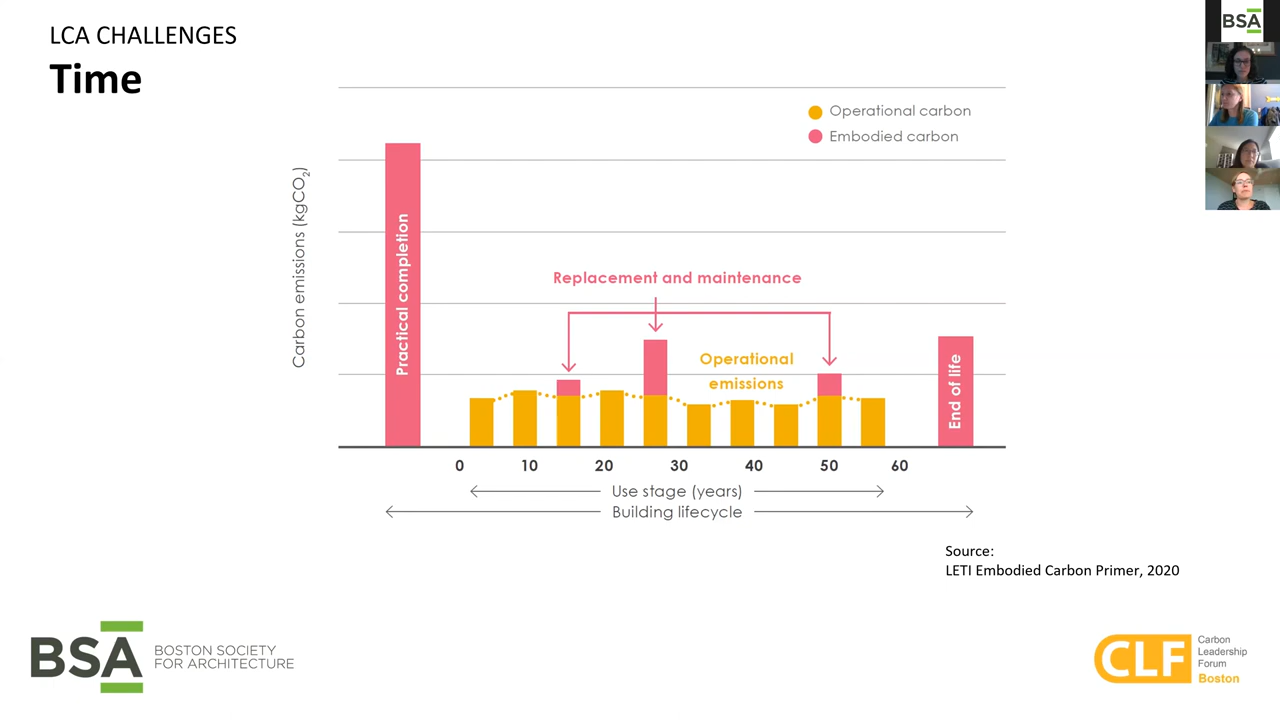 LCA CHALLENGES
Time
BSA
Operational carbon
Embodied carbon
Carbon emissions (kgCO₂)
Practical completion
Replacement and maintenance
Operational
emissions
End of life
0 10 20 30 40 50 60
Use stage (years)
Building lifecycle
Source:
LETI Embodied Carbon Primer, 2020
BSA
BOSTON SOCIETY
FOR ARCHITECTURE
CLF
Carbon
Leadership
Forum
Boston